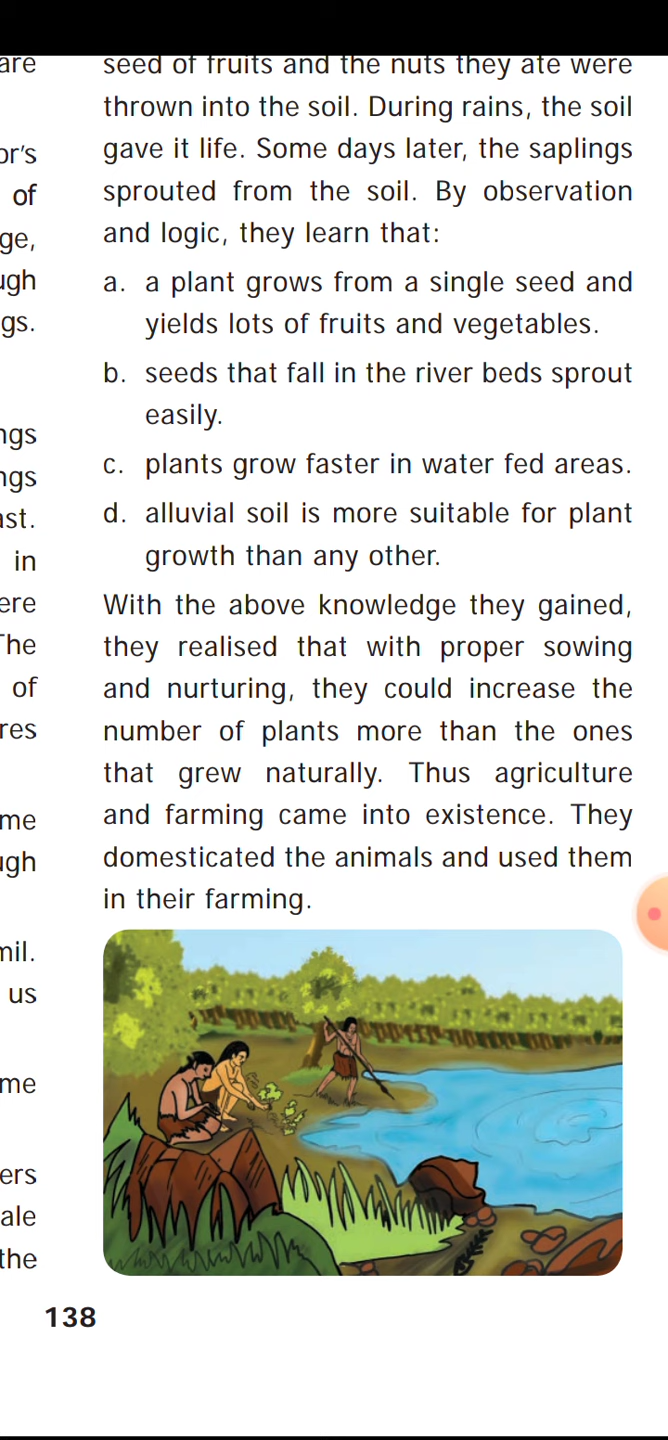 are
or's
of
ge,
ugh
gs.
ngs
ngs
ast.
in
ere
The
of
res
me
ugh
mil.
us
me
ers
ale
the
seed of fruits and the nuts they ate were
thrown into the soil. During rains, the soil
gave it life. Some days later, the saplings
sprouted from the soil. By observation
and logic, they learn that:
a. a plant grows from a single seed and
yields lots of fruits and vegetables.
b. seeds that fall in the river beds sprout
easily.
c. plants grow faster in water fed areas.
d. alluvial soil is more suitable for plant
growth than any other.
With the above knowledge they gained,
they realised that with proper sowing
and nurturing, they could increase the
number of plants more than the ones
that grew naturally. Thus agriculture
and farming came into existence. They
domesticated the animals and used them
in their farming.
138